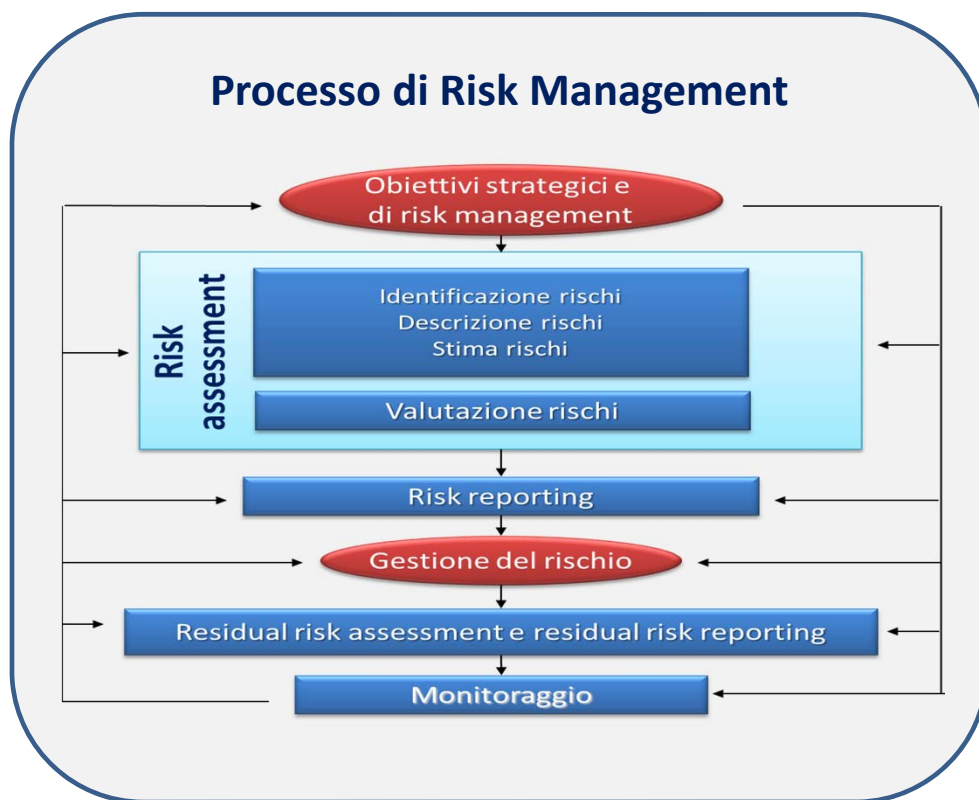 Processo di Risk Management
Obiettivi strategici e
di risk management
Risk
assessment
Identificazione rischi
Descrizione rischi
Stima rischi
Valutazione rischi
Risk reporting
Gestione del rischio
Residual risk assessment e residual risk reporting
Monitoraggio